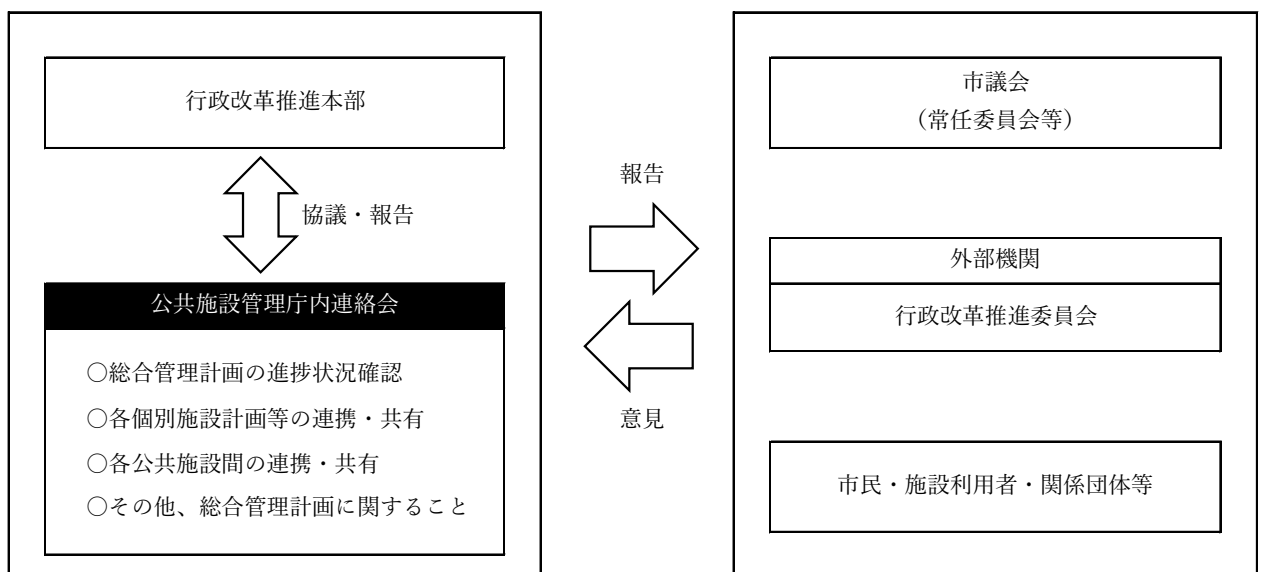 行政改革推進本部
協議・報告
公共施設管理庁内連絡会
○総合管理計画の進捗状況確認
○各個別施設計画等の連携・共有
○各公共施設間の連携・共有
○その他、総合管理計画に関すること
報告
意見
市議会
（常任委員会等）
外部機関
行政改革推進委員会
市民・施設利用者・関係団体等